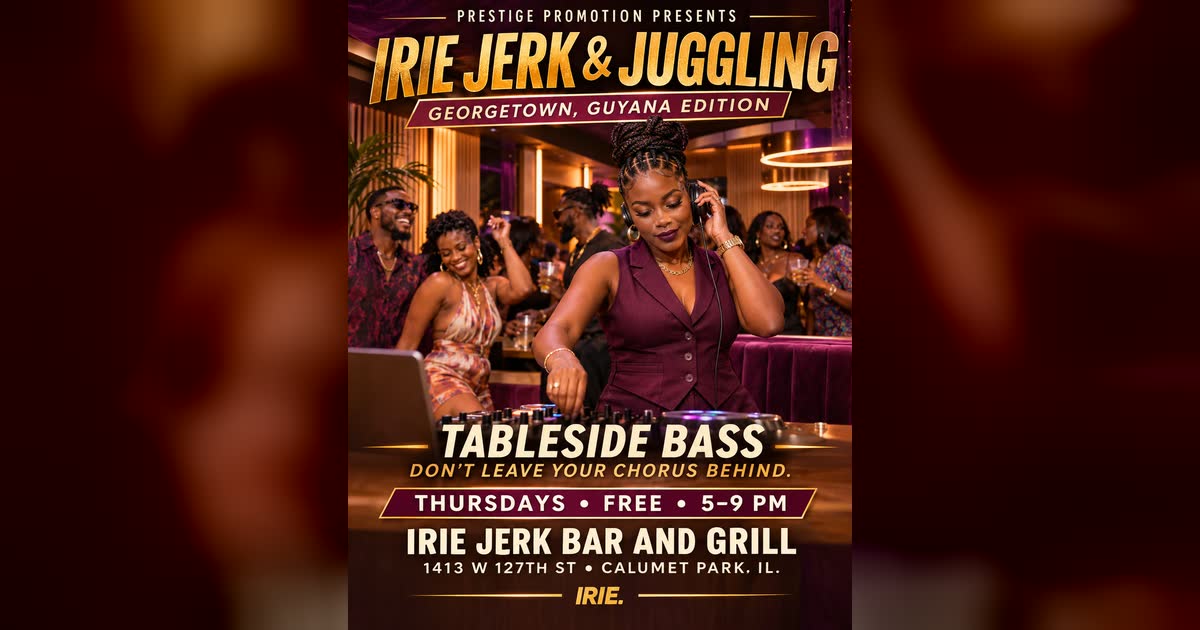 PRESTIGE PROMOTION PRESENTS
IRIE JERK & JUGGLING
GEORGETOWN, GUYANA EDITION
TABLESIDE BASS
DON'T LEAVE YOUR CHORUS BEHIND.
THURSDAYS • FREE • 5–9 PM
IRIE JERK BAR AND GRILL
1413 W 127TH ST • CALUMET PARK. IL.
IRIE.